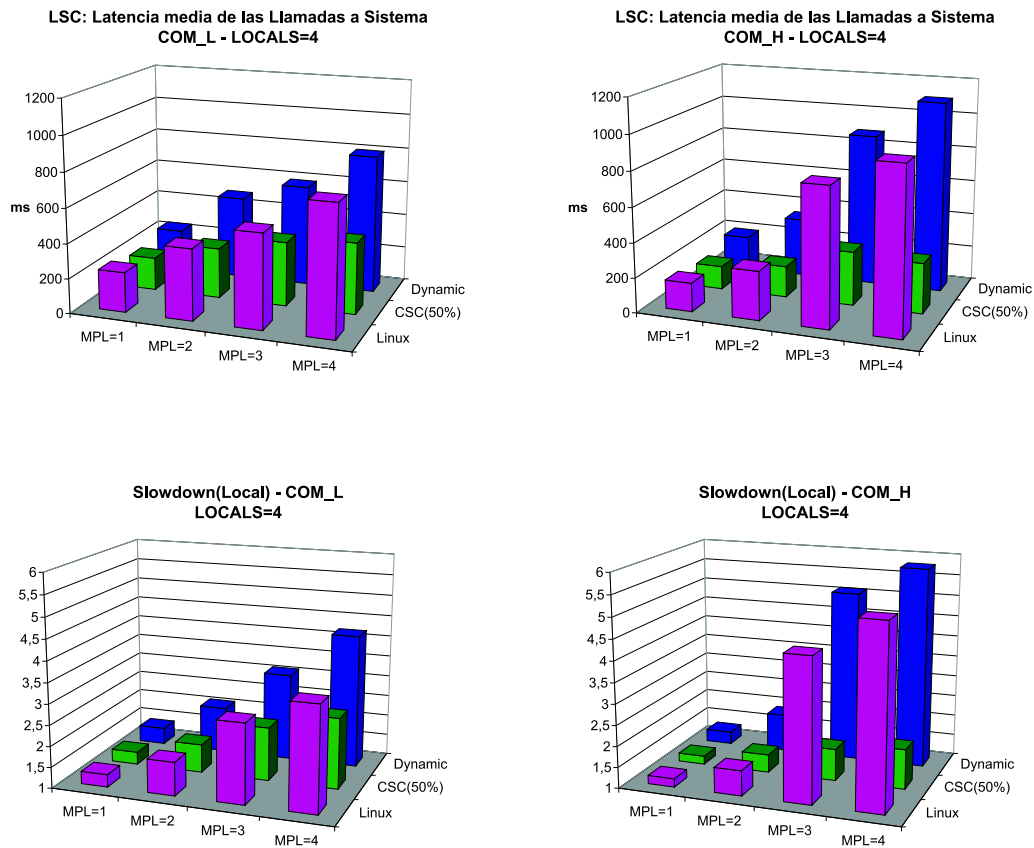 LSC: Latencia media de las Llamadas a Sistema
COM_L - LOCALS=4
1200
1000
800
600
400
200
0
ms
MPL=1
MPL=2
MPL=3
MPL=4
Dynamic
CSC(50%)
Linux
LSC: Latencia media de las Llamadas a Sistema
COM_H - LOCALS=4
1200
1000
800
600
400
200
0
ms
MPL=1
MPL=2
MPL=3
MPL=4
Dynamic
CSC(50%)
Linux
Slowdown(Local) - COM_L
LOCALS=4
6
5,5
5
4,5
4
3,5
3
2,5
2
1,5
1
MPL=1
MPL=2
MPL=3
MPL=4
Dynamic
CSC(50%)
Linux
Slowdown(Local) - COM_H
LOCALS=4
6
5,5
5
4,5
4
3,5
3
2,5
2
1,5
1
MPL=1
MPL=2
MPL=3
MPL=4
Dynamic
CSC(50%)
Linux